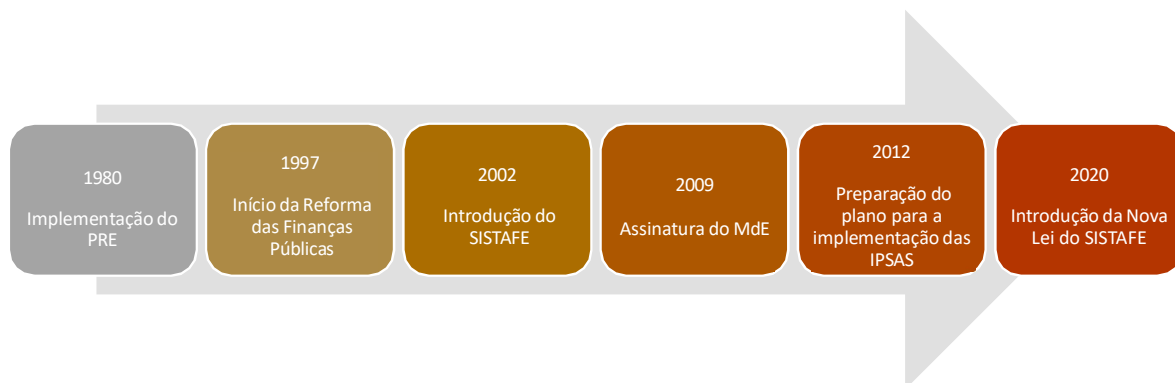 1980
Implementação do
PRE
1997
Início da Reforma
das Finanças
Públicas
2002
Introdução do
SISTAFE
2009
Assinatura do MdE
2012
Preparação do
plano para a
implementação das
IPSAS
2020
Introdução da Nova
Lei do SISTAFE